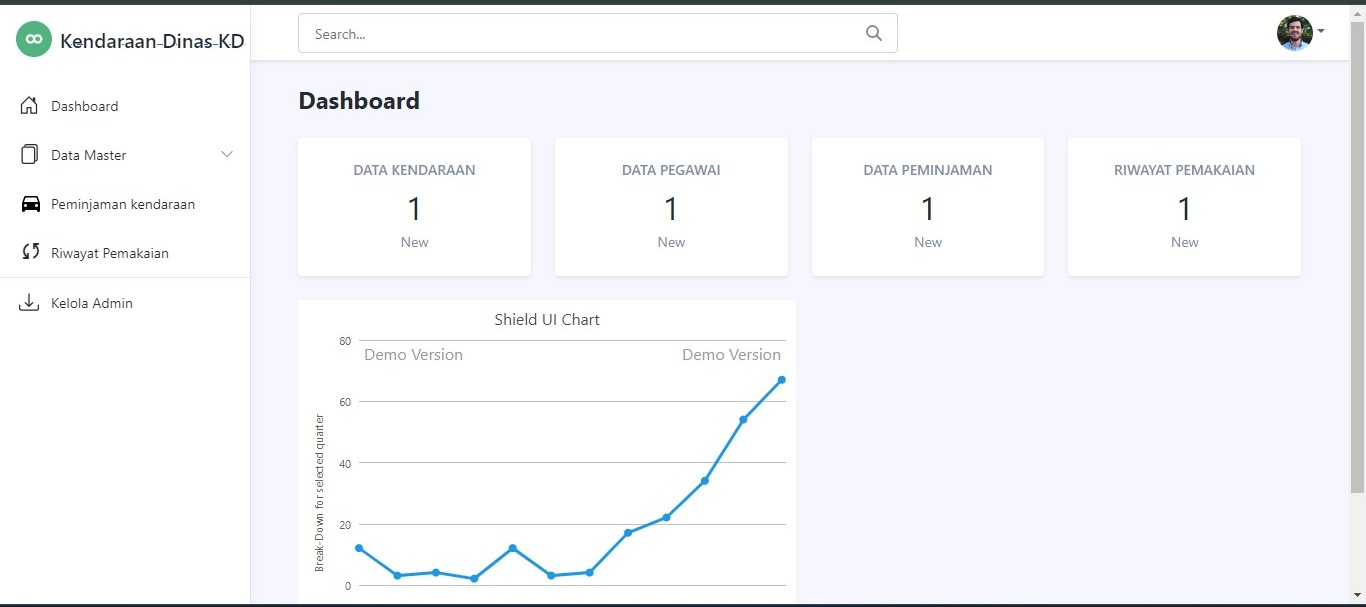 Kendaraan-Dinas-KD
Search...
Dashboard
Data Master
Peminjaman kendaraan
Riwayat Pemakaian
Kelola Admin
Dashboard
DATA KENDARAAN
1
New
DATA PEGAWAI
1
New
DATA PEMINJAMAN
1
New
RIWAYAT PEMAKAIAN
1
New
Shield UI Chart
Demo Version
Demo Version
Break-Down for selected quarter
80
60
40
20
0